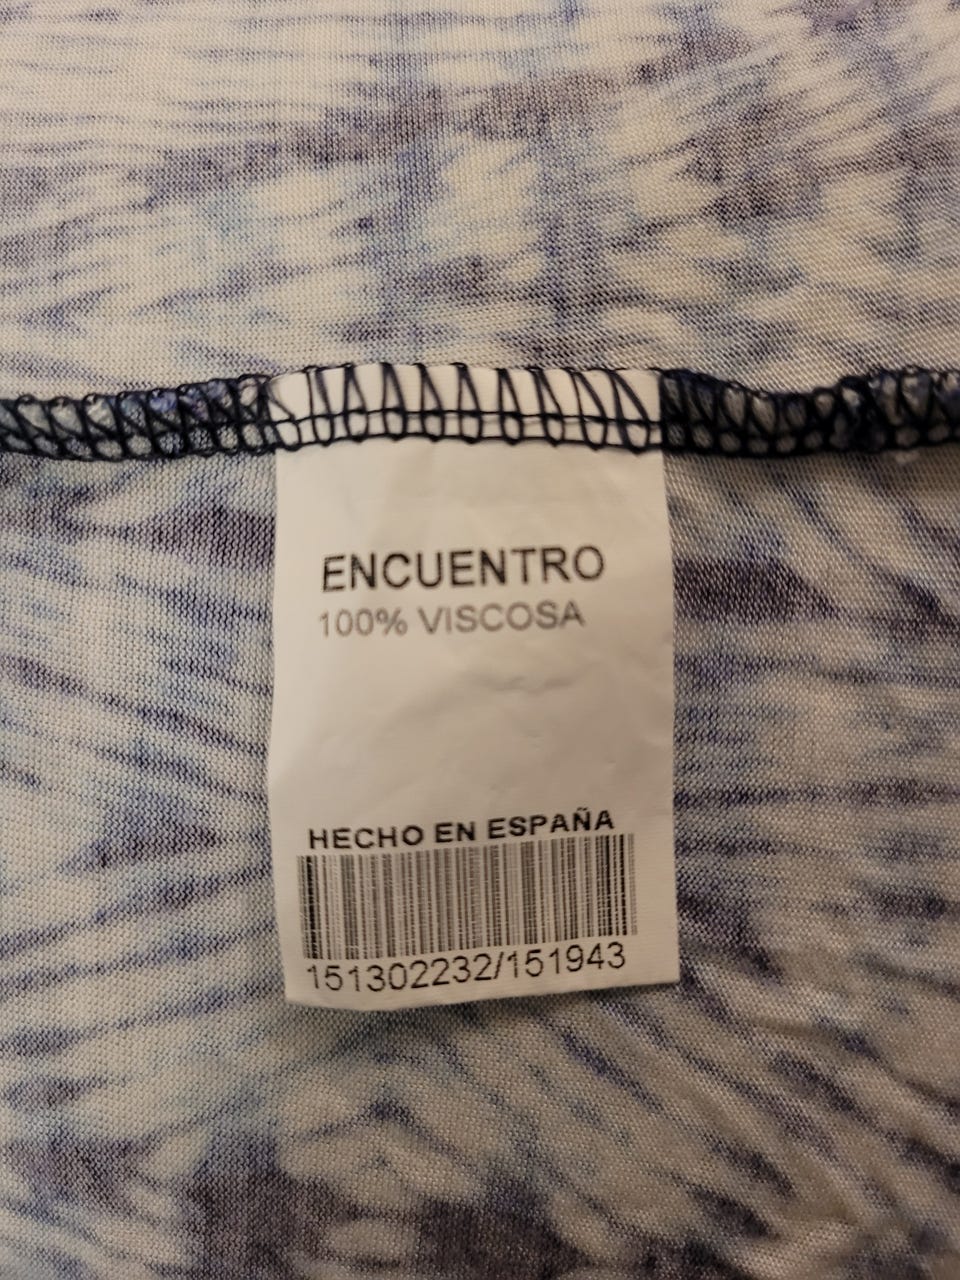 ENCUENTRO
100% VISCOSA
HECHO EN ESPAÑA
151302232/151943